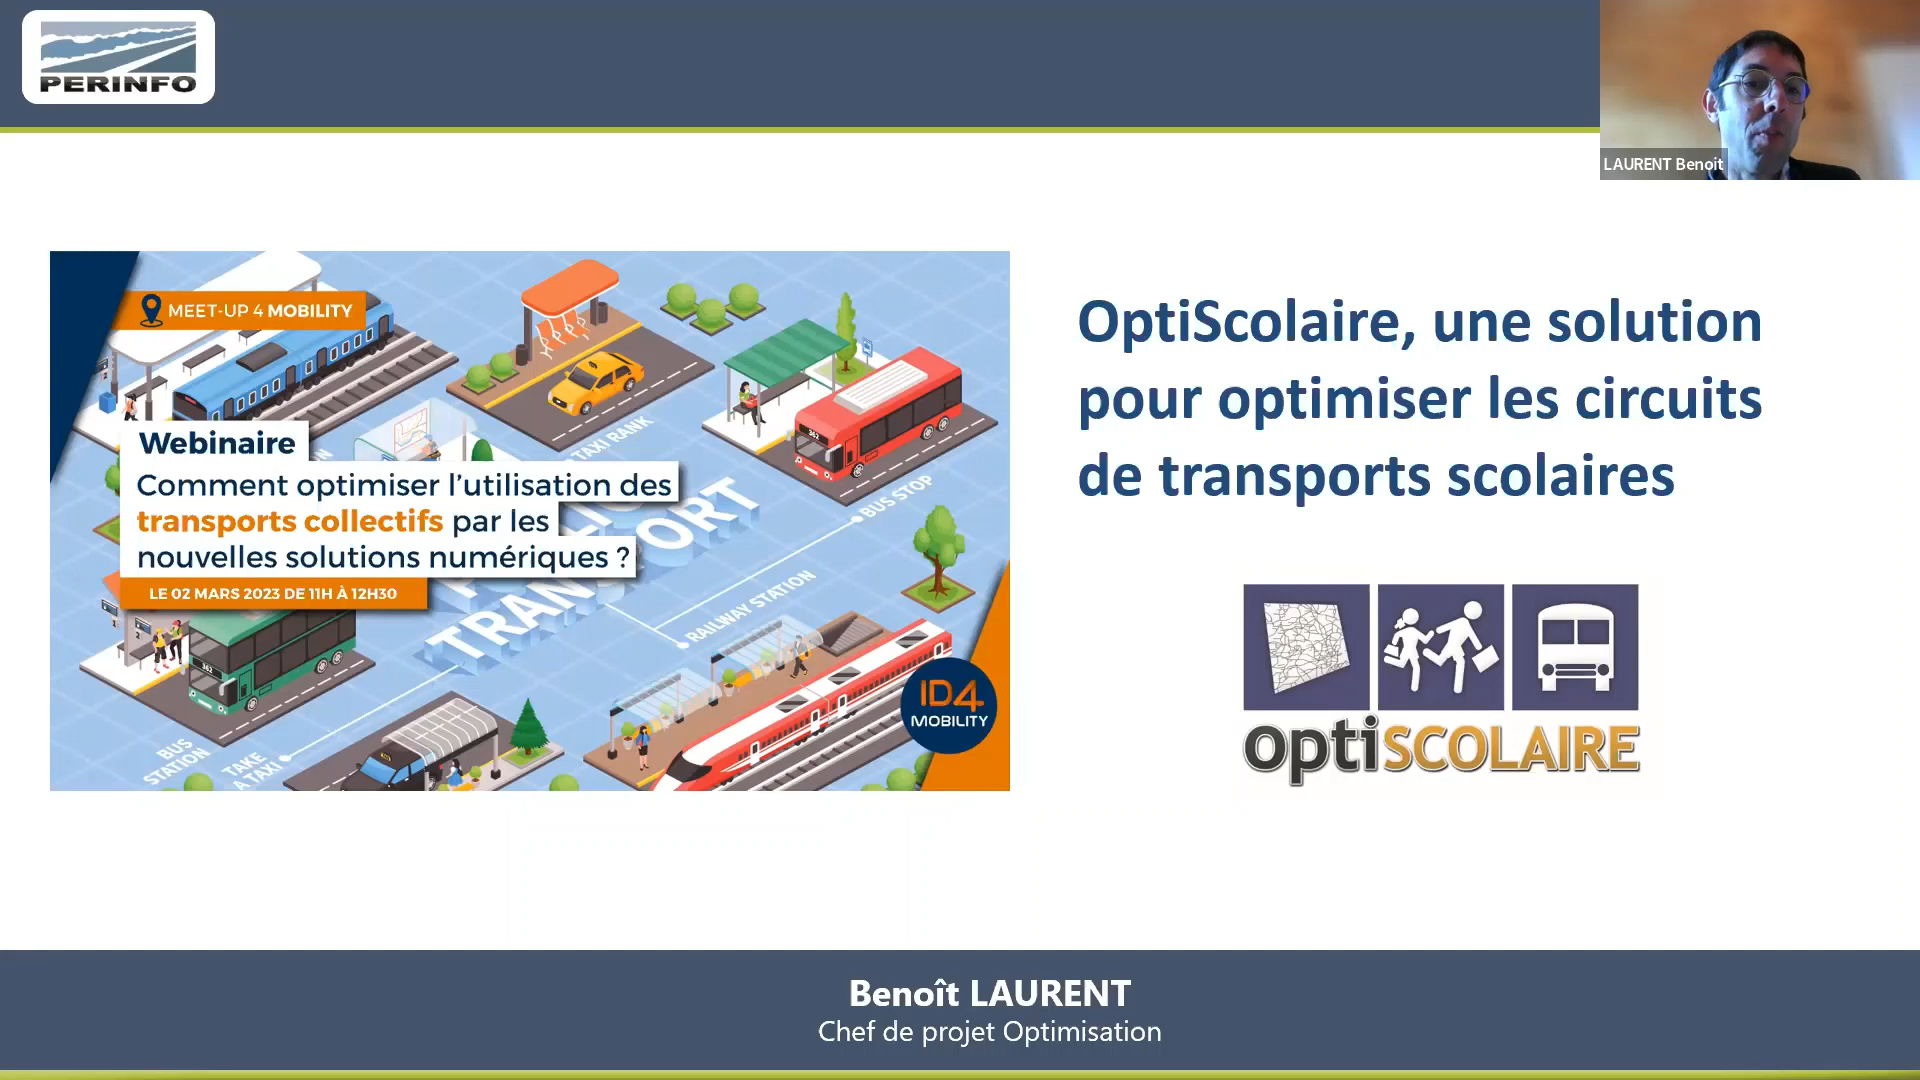 PERINFO
LAURENT Benoit
MEET-UP 4 MOBILITY
Webinaire
Comment optimiser l'utilisation des
transports collectifs par les
nouvelles solutions numériques ?
LE 02 MARS 2023 DE 11H À 12H30
TAXI RANK
BUS STOP
RAILWAY STATION
BUS
STATION
TAKE
A TAXI
362
362
ID4
MOBILITY
OptiScolaire, une solution
pour optimiser les circuits
de transports scolaires
optiSCOLAIRE
Benoît LAURENT
Chef de projet Optimisation